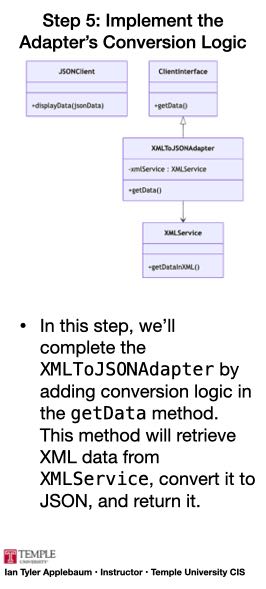 Step 5: Implement the
Adapter's Conversion Logic
JSONClient
+displayData(jsonData)
ClientInterface
+getData()
XMLToJSONAdapter
-xmlService : XMLService
+getData()
XMLService
+getDataInXML()
• In this step, we'll
complete the
XMLToJSONAdapter by
adding conversion logic in
the getData method.
This method will retrieve
XML data from
XMLService, convert it to
JSON, and return it.
TEMPLE
UNIVERSITY
Ian Tyler Applebaum · Instructor · Temple University CIS